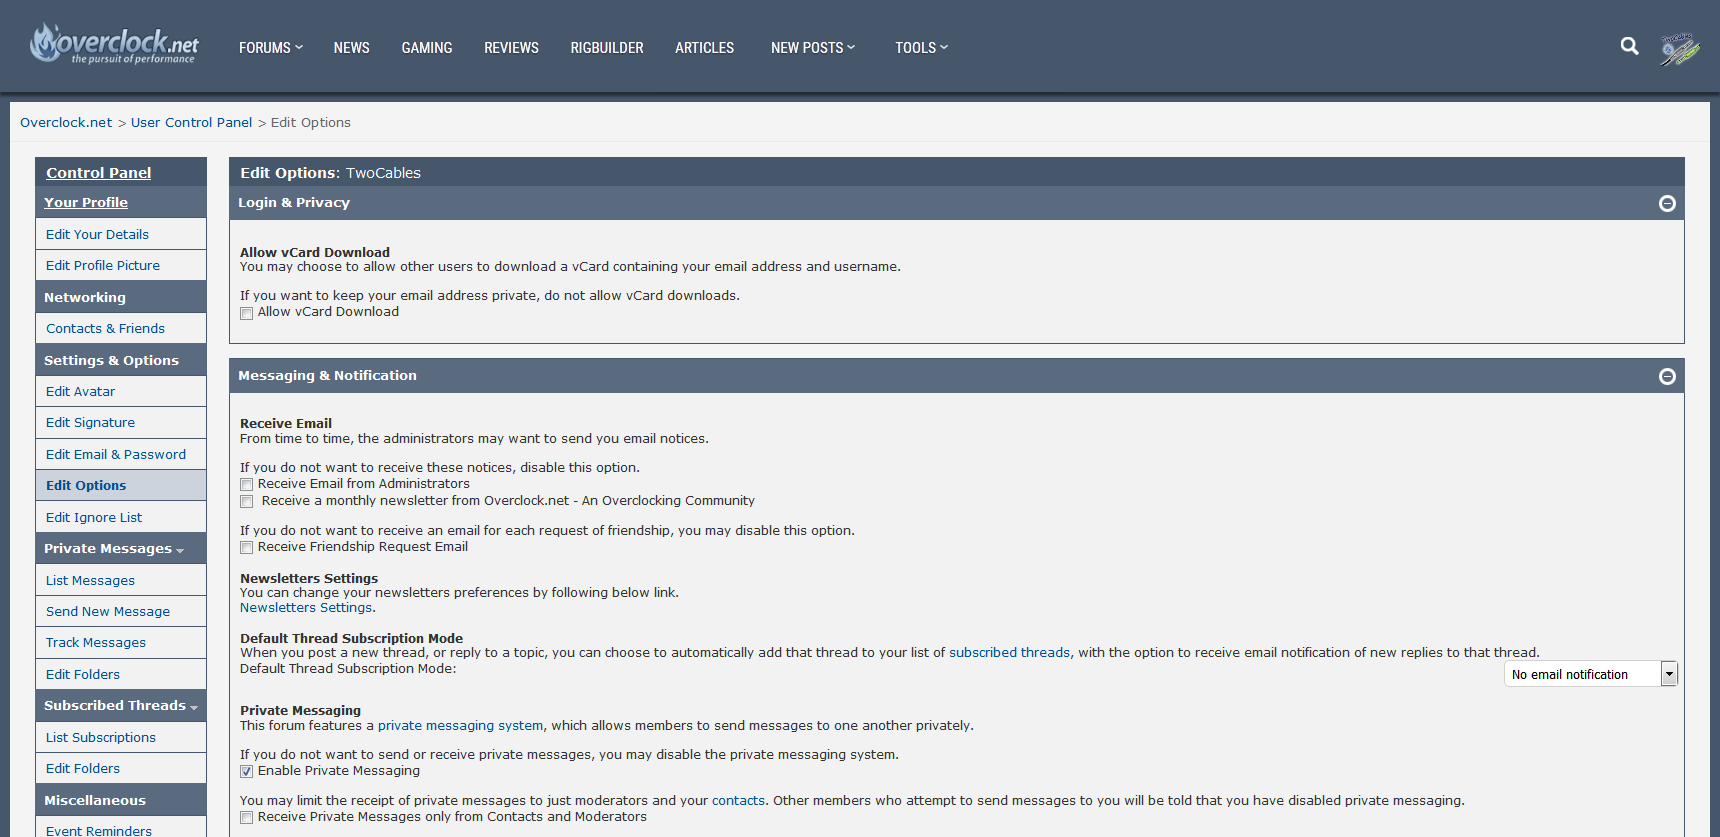 overclock.net
the pursuit of performance
FORUMS NEWS GAMING REVIEWS RIGBUILDER ARTICLES NEW POSTS TOOLS
Overclock.net > User Control Panel > Edit Options
Control Panel
Your Profile
Edit Your Details
Edit Profile Picture
Networking
Contacts & Friends
Settings & Options
Edit Avatar
Edit Signature
Edit Email & Password
Edit Options
Edit Ignore List
Private Messages
List Messages
Send New Message
Track Messages
Edit Folders
Subscribed Threads
List Subscriptions
Edit Folders
Miscellaneous
Event Reminders
Edit Options: TwoCables
Login & Privacy
Allow vCard Download
You may choose to allow other users to download a vCard containing your email address and username.
If you want to keep your email address private, do not allow vCard downloads.
Allow vCard Download
Messaging & Notification
Receive Email
From time to time, the administrators may want to send you email notices.
If you do not want to receive these notices, disable this option.
Receive Email from Administrators
Receive a monthly newsletter from Overclock.net - An Overclocking Community
If you do not want to receive an email for each request of friendship, you may disable this option.
Receive Friendship Request Email
Newsletters Settings
You can change your newsletters preferences by following below link.
Newsletters Settings.
Default Thread Subscription Mode
When you post a new thread, or reply to a topic, you can choose to automatically add that thread to your list of subscribed threads, with the option to receive email notification of new replies to that thread.
Default Thread Subscription Mode:
No email notification
Private Messaging
This forum features a private messaging system, which allows members to send messages to one another privately.
If you do not want to send or receive private messages, you may disable the private messaging system.
Enable Private Messaging
You may limit the receipt of private messages to just moderators and your contacts. Other members who attempt to send messages to you will be told that you have disabled private messaging.
Receive Private Messages only from Contacts and Moderators